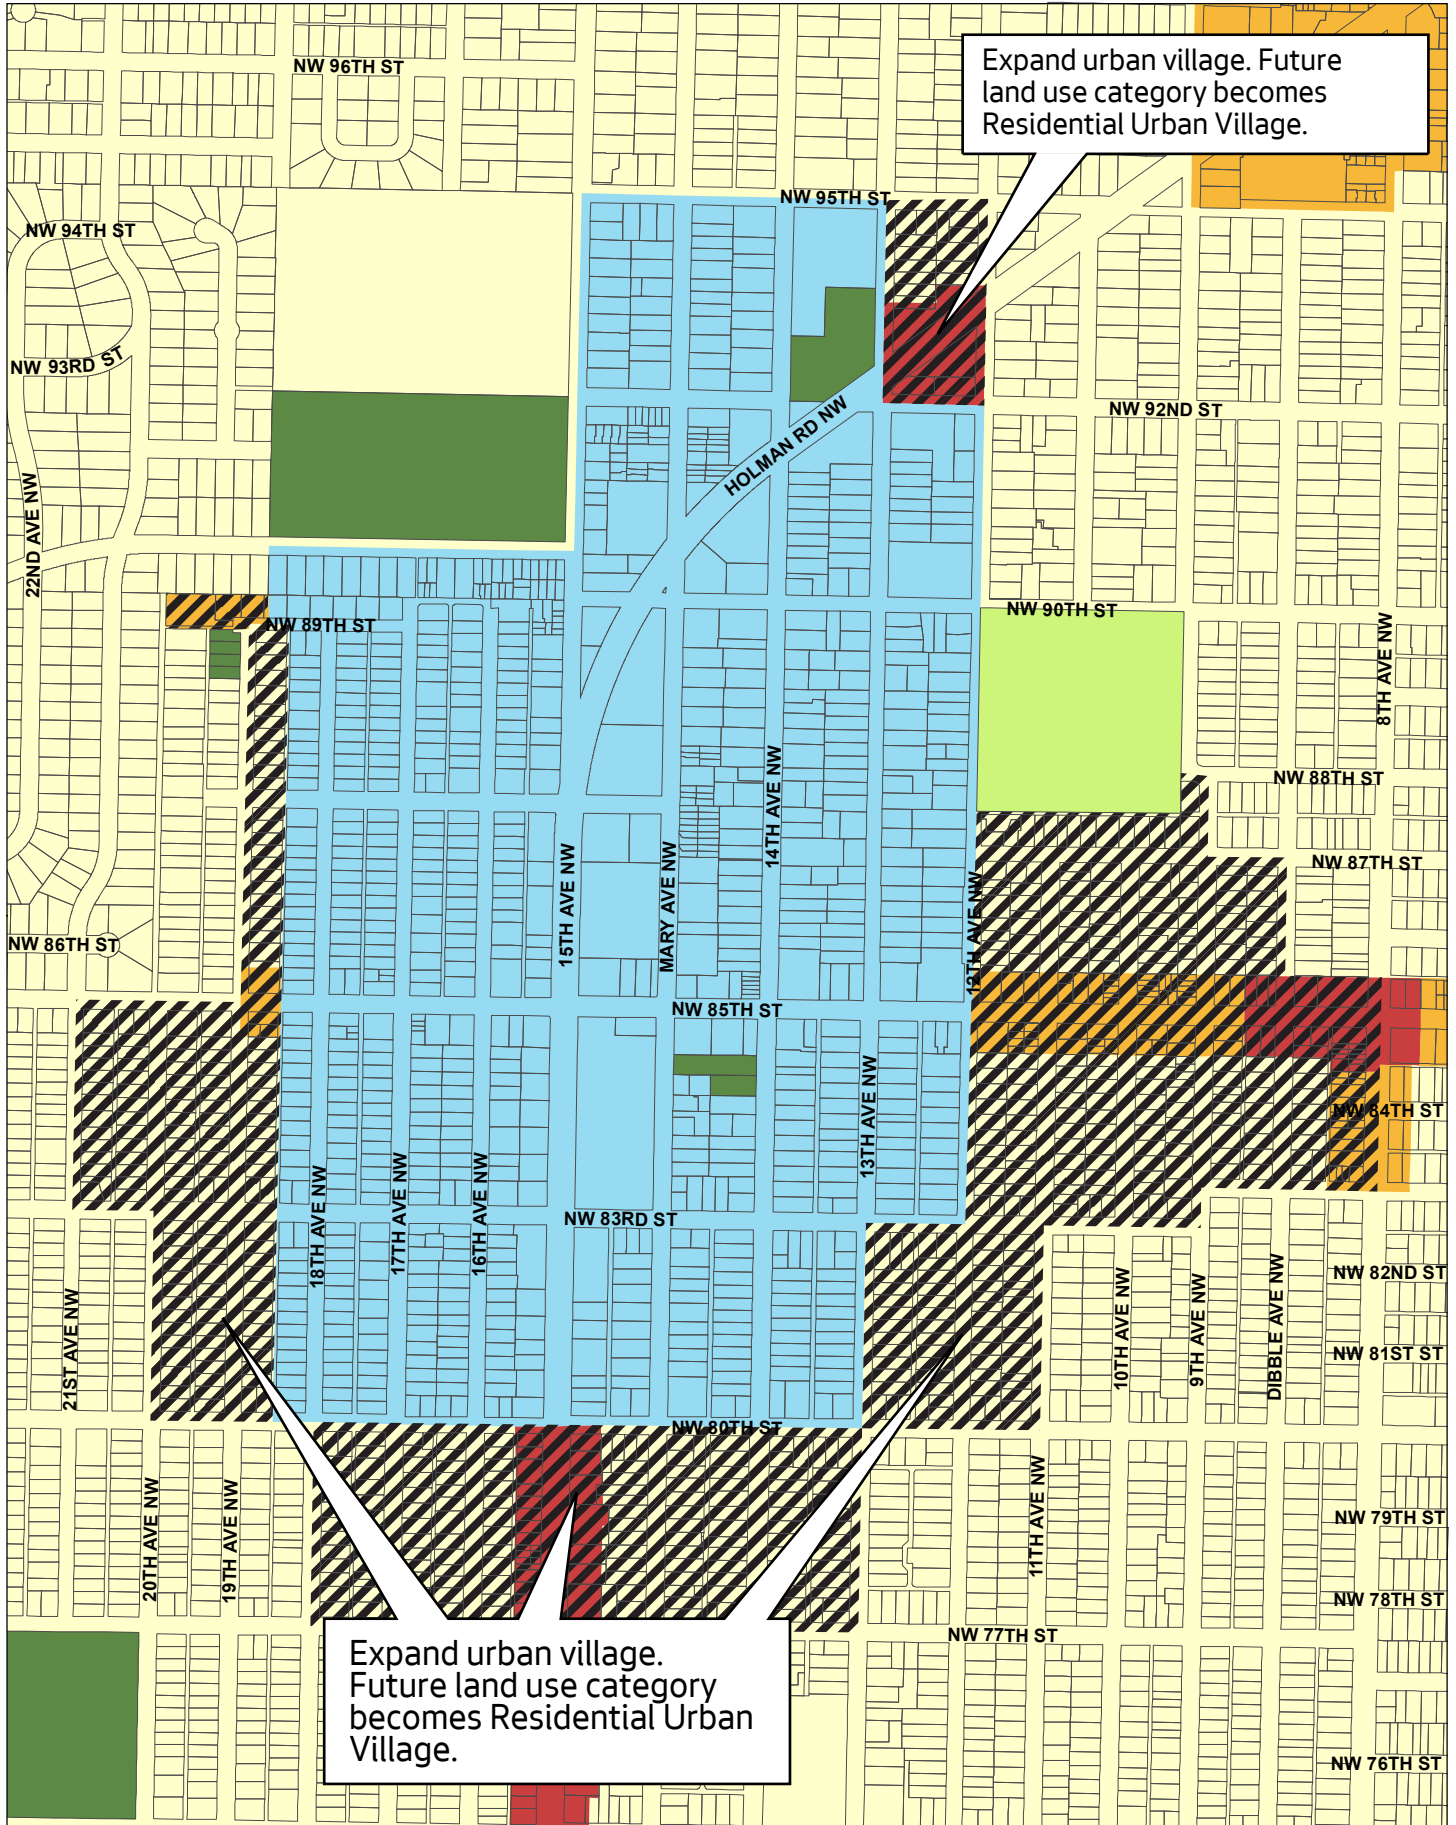 NW 96TH ST
Expand urban village. Future
land use category becomes
Residential Urban Village.
NW 95TH ST
NW 94TH ST
NW 93RD ST
NW 92ND ST
HOLMAN RD NW
22ND AVE NW
NW 90TH ST
NW 89TH ST
8TH AVE NW
NW 88TH ST
14TH AVE NW
NW 87TH ST
15TH AVE NW
MARY AVE NW
12TH AVE NW
NW 86TH ST
NW 85TH ST
13TH AVE NW
NW 84TH ST
18TH AVE NW
17TH AVE NW
16TH AVE NW
NW 83RD ST
NW 82ND ST
21ST AVE NW
10TH AVE NW
9TH AVE NW
DIBBLE AVE NW
NW 81ST ST
NW 80TH ST
20TH AVE NW
19TH AVE NW
11TH AVE NW
NW 79TH ST
NW 78TH ST
NW 77TH ST
Expand urban village.
Future land use category
becomes Residential Urban
Village.
NW 76TH ST